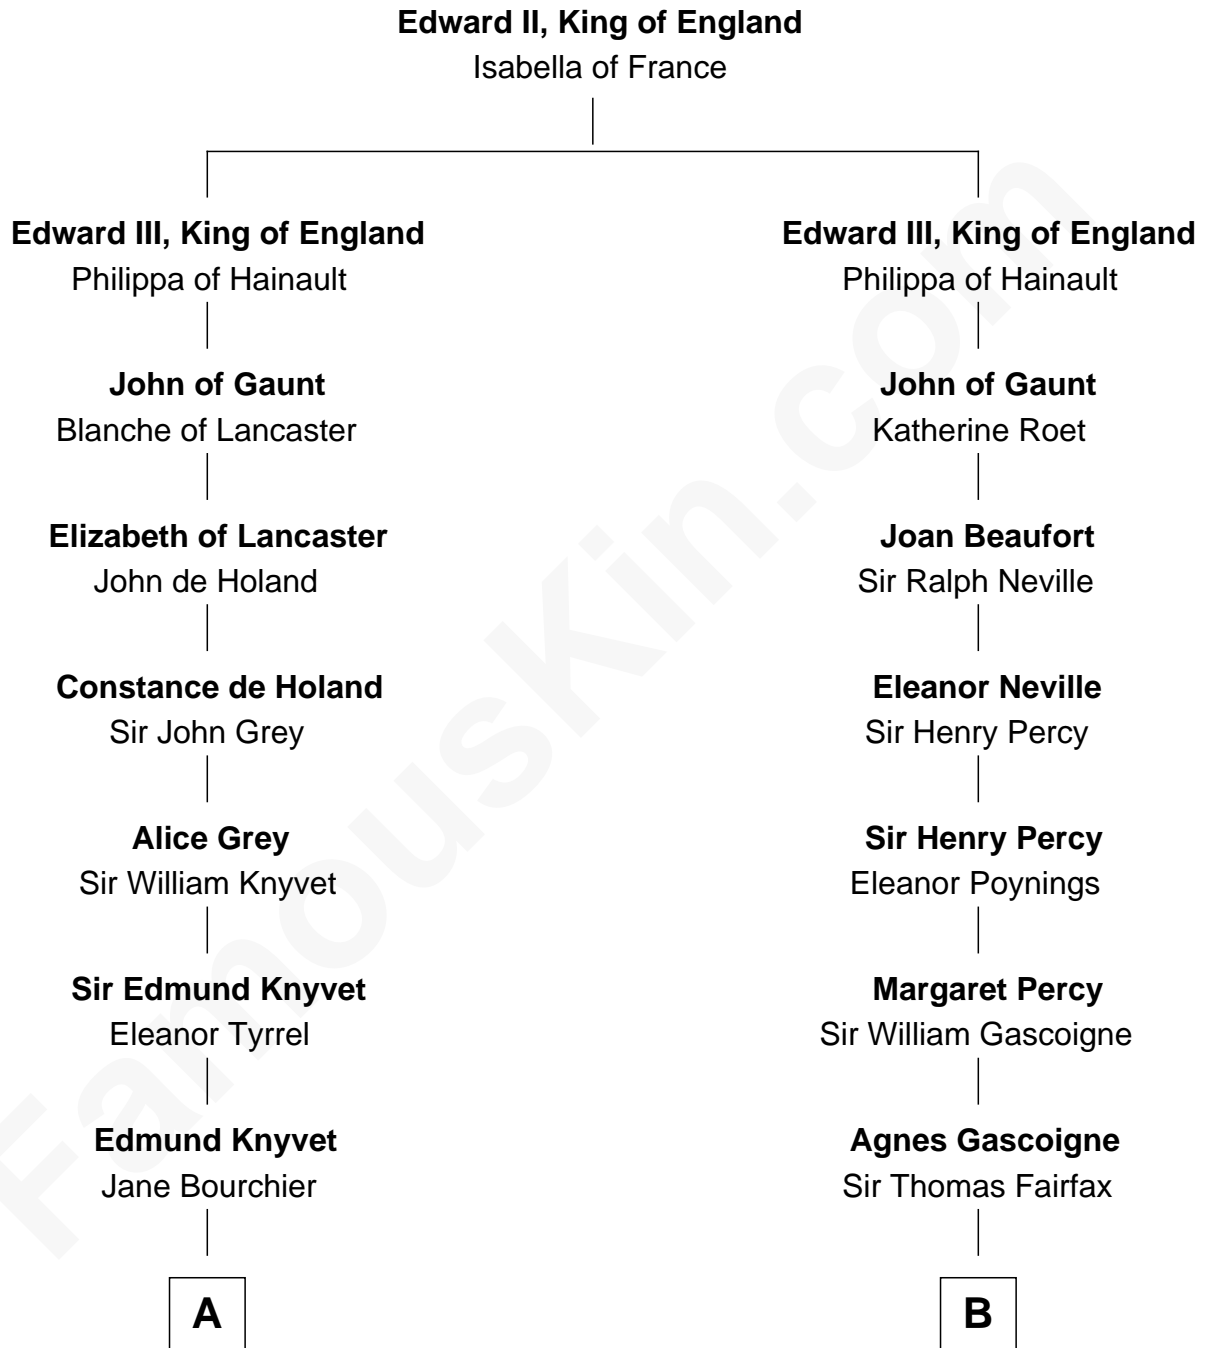 Edward II, King of England
Isabella of France
Edward III, King of England
Philippa of Hainault
John of Gaunt
Blanche of Lancaster
Elizabeth of Lancaster
John de Holand
Constance de Holand
Sir John Grey
Alice Grey
Sir William Knyvet
Sir Edmund Knyvet
Eleanor Tyrrel
Edmund Knyvet
Jane Bourchier
A
Edward III, King of England
Philippa of Hainault
John of Gaunt
Katherine Roet
Joan Beaufort
Sir Ralph Neville
Eleanor Neville
Sir Henry Percy
Sir Henry Percy
Eleanor Poynings
Margaret Percy
Sir William Gascoigne
Agnes Gascoigne
Sir Thomas Fairfax
B
FamousKin.com